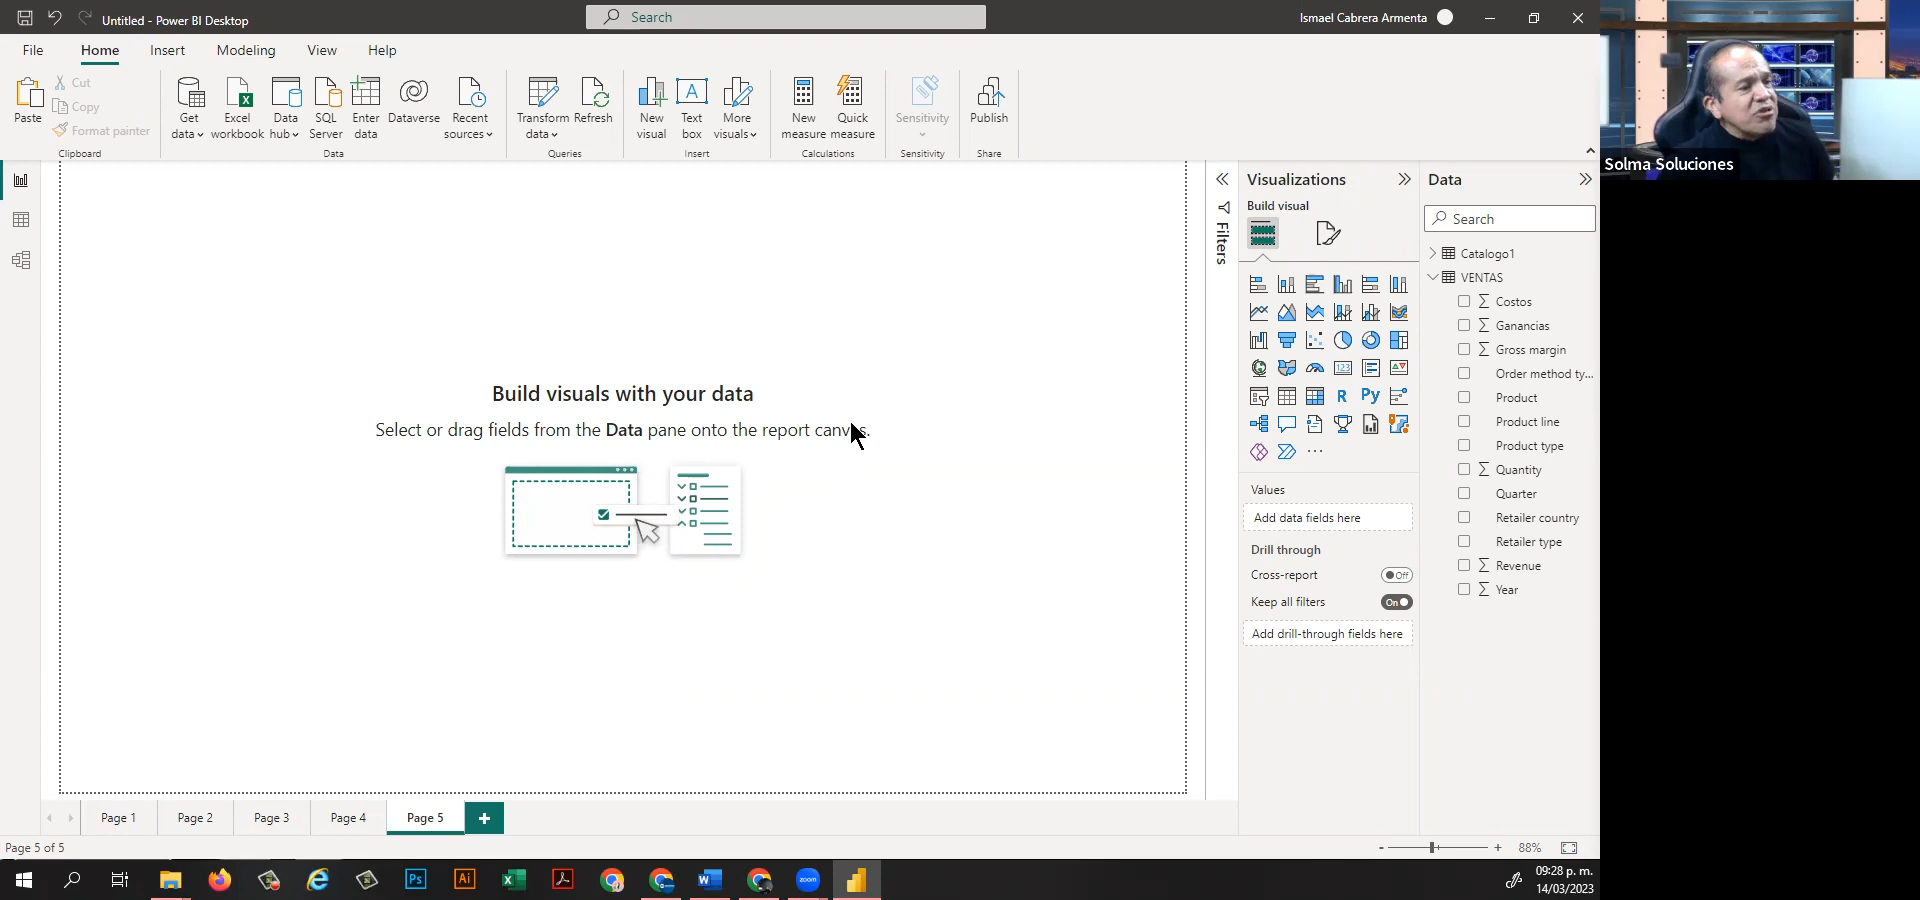 Untitled - Power BI Desktop
Search
Ismael Cabrera Armenta
File
Home
Insert
Modeling
View
Help
Paste
Cut
Copy
Format painter
Clipboard
Get data
Excel workbook
Data hub
SQL Server
Enter data
Dataverse
Recent sources
Data
Transform data
Refresh
Queries
New visual
Text box
More visuals
Insert
New measure
Quick measure
Calculations
Sensitivity
Sensitivity
Publish
Share
Solma Soluciones
Build visuals with your data
Select or drag fields from the Data pane onto the report canvas.
Filters
Visualizations
Build visual
123
R
Py
Values
Add data fields here
Drill through
Cross-report
Off
Keep all filters
On
Add drill-through fields here
Data
Search
Catalogo1
VENTAS
Costos
Ganancias
Gross margin
Order method ty...
Product
Product line
Product type
Quantity
Quarter
Retailer country
Retailer type
Revenue
Year
Page 1
Page 2
Page 3
Page 4
Page 5
Page 5 of 5
88%
Ps
Ai
zoom
09:28 p. m.
14/03/2023